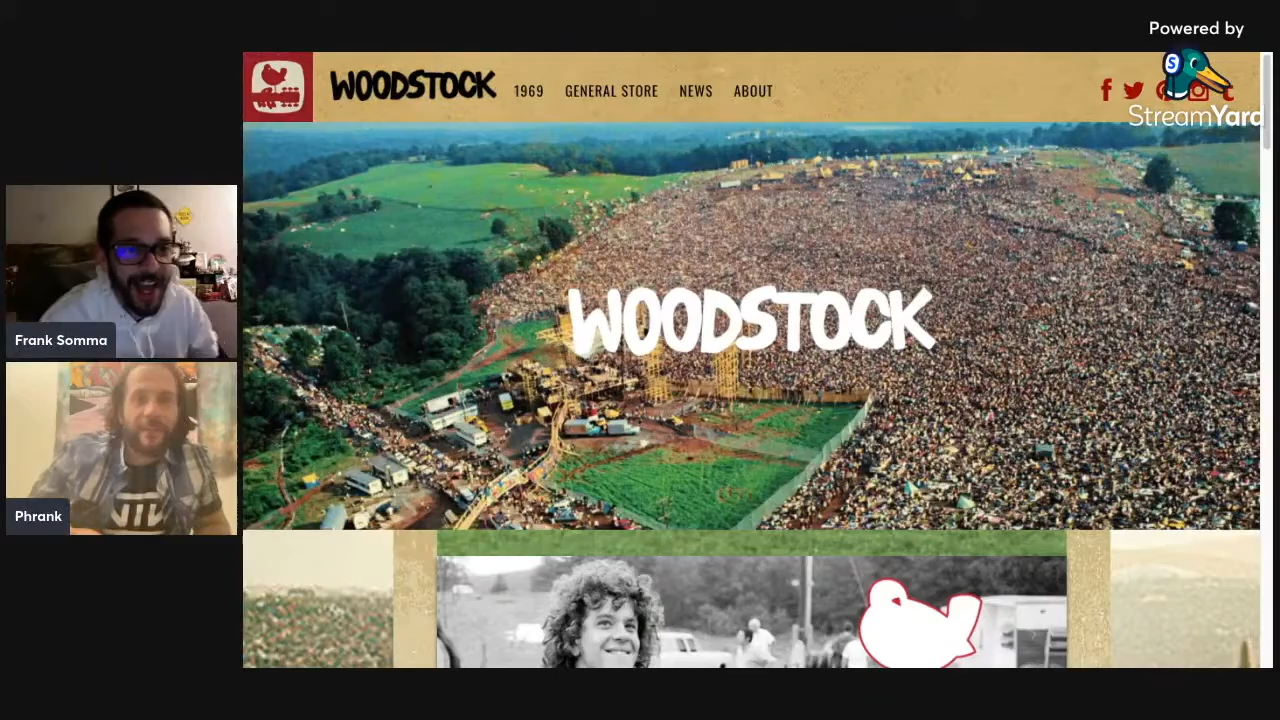 Powered by
StreamYard
WOODSTOCK
1969 GENERAL STORE NEWS ABOUT
WOODSTOCK
Frank Somma
Phrank